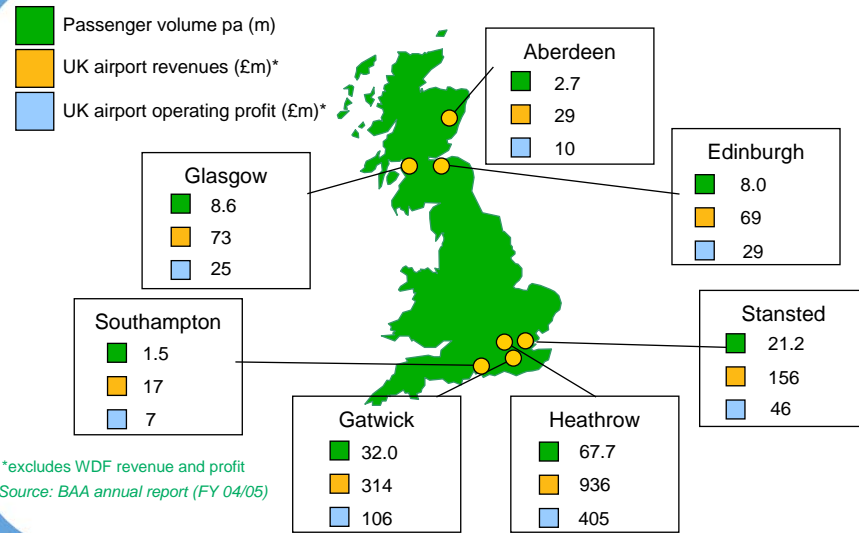 Passenger volume pa (m)
UK airport revenues (£m)*
UK airport operating profit (£m)*
Aberdeen
2.7
29
10
Edinburgh
8.0
69
29
Glasgow
8.6
73
25
Stansted
21.2
156
46
Southampton
1.5
17
7
Gatwick
32.0
314
106
Heathrow
67.7
936
405
*excludes WDF revenue and profit
Source: BAA annual report (FY 04/05)